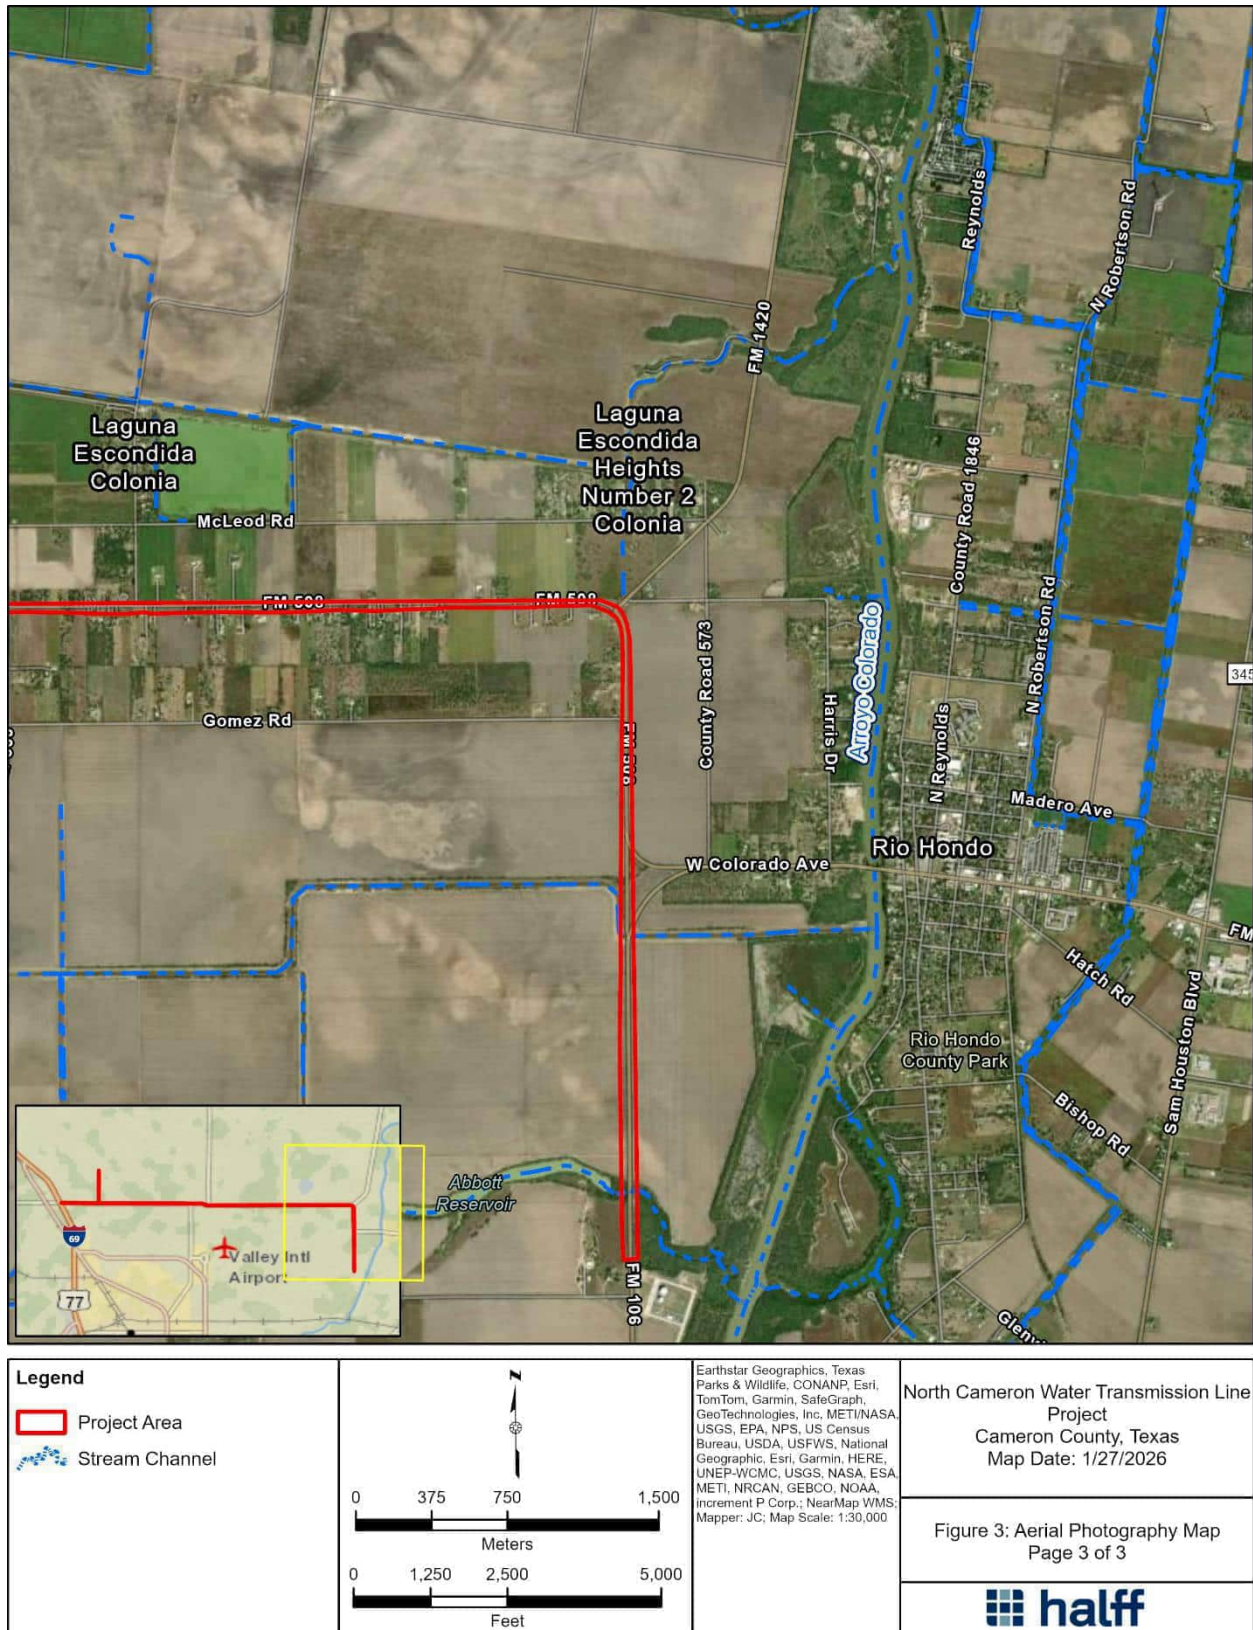 Reynolds
N Robertson Rd
FM 1420
Laguna
Escondida
Colonia
Laguna
Escondida
Heights
Number 2
Colonia
McLeod Rd
County Road 1846
FM 508
FM 508
County Road 573
Harris Dr
Arroyo Colorado
N Robertson Rd
345
Gomez Rd
FM 508
N Reynolds
Madero Ave
W Colorado Ave
Rio Hondo
FM
Hatch Rd
Sam Houston Blvd
Rio Hondo
County Park
Bishop Rd
Abbott
Reservoir
FM 106
69
77
Valley Intl
Airport
Legend
Project Area
Stream Channel
N
0 375 750 1,500
Meters
0 1,250 2,500 5,000
Feet
Earthstar Geographics, Texas
Parks & Wildlife, CONANP, Esri,
TomTom, Garmin, SafeGraph,
GeoTechnologies, Inc, METI/NASA,
USGS, EPA, NPS, US Census
Bureau, USDA, USFWS, National
Geographic, Esri, Garmin, HERE,
UNEP-WCMC, USGS, NASA, ESA,
METI, NRCAN, GEBCO, NOAA,
increment P Corp.; NearMap WMS;
Mapper: JC; Map Scale: 1:30,000
North Cameron Water Transmission Line
Project
Cameron County, Texas
Map Date: 1/27/2026
Figure 3: Aerial Photography Map
Page 3 of 3
halff